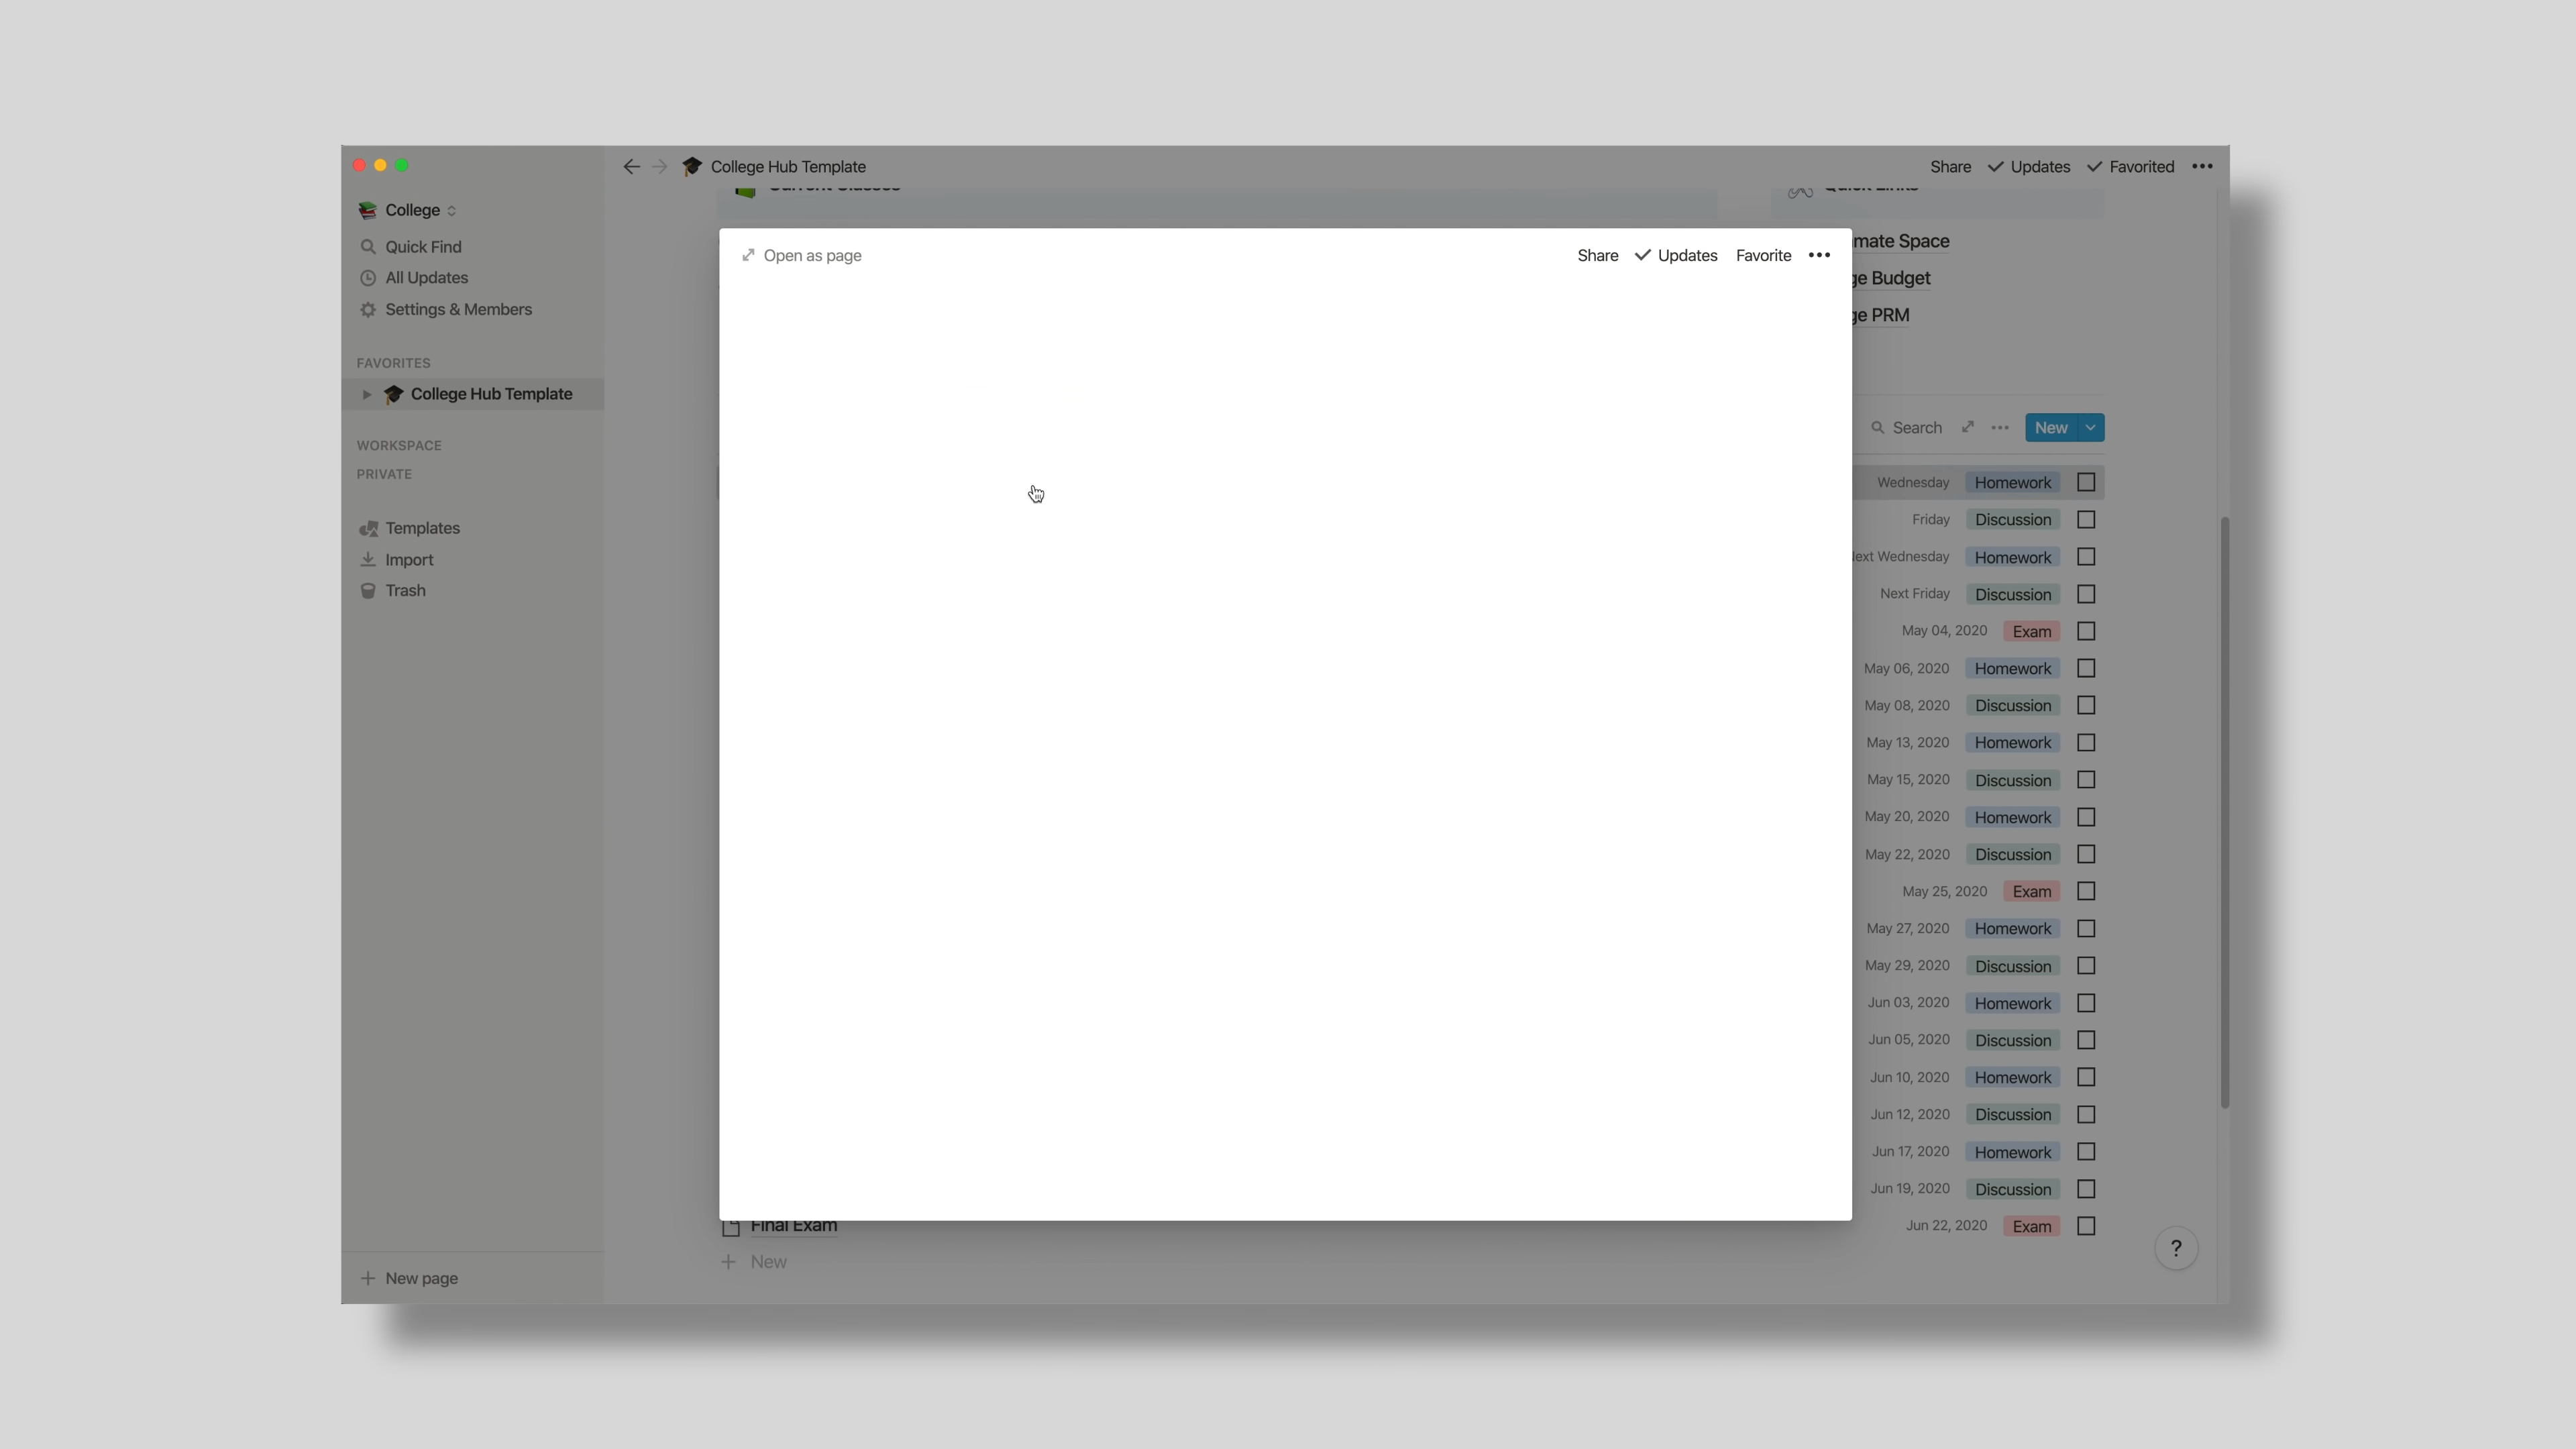 College Hub Template
Share
Updates
Favorited
College
Quick Find
All Updates
Settings & Members
FAVORITES
College Hub Template
WORKSPACE
PRIVATE
Templates
Import
Trash
New page
Current Classes
Quick Links
Open as page
Share
Updates
Favorite
mate Space
ge Budget
ge PRM
Search
New
Wednesday Homework
Friday Discussion
Next Wednesday Homework
Next Friday Discussion
May 04, 2020 Exam
May 06, 2020 Homework
May 08, 2020 Discussion
May 13, 2020 Homework
May 15, 2020 Discussion
May 20, 2020 Homework
May 22, 2020 Discussion
May 25, 2020 Exam
May 27, 2020 Homework
May 29, 2020 Discussion
Jun 03, 2020 Homework
Jun 05, 2020 Discussion
Jun 10, 2020 Homework
Jun 12, 2020 Discussion
Jun 17, 2020 Homework
Jun 19, 2020 Discussion
Final Exam Jun 22, 2020 Exam
New
?